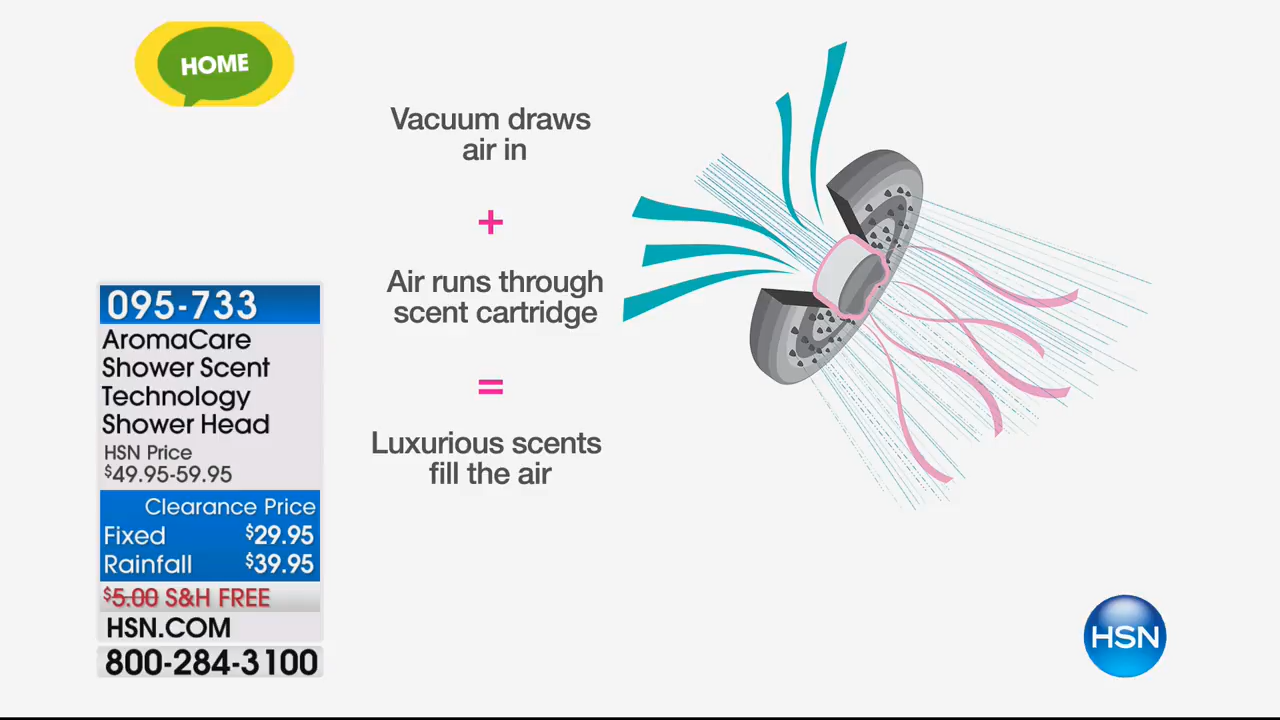 HOME
Vacuum draws
air in
+
Air runs through
scent cartridge
=
Luxurious scents
fill the air
095-733
AromaCare
Shower Scent
Technology
Shower Head
HSN Price
$49.95-59.95
Clearance Price
Fixed $29.95
Rainfall $39.95
$5.00 S&H FREE
HSN.COM
800-284-3100
HSN